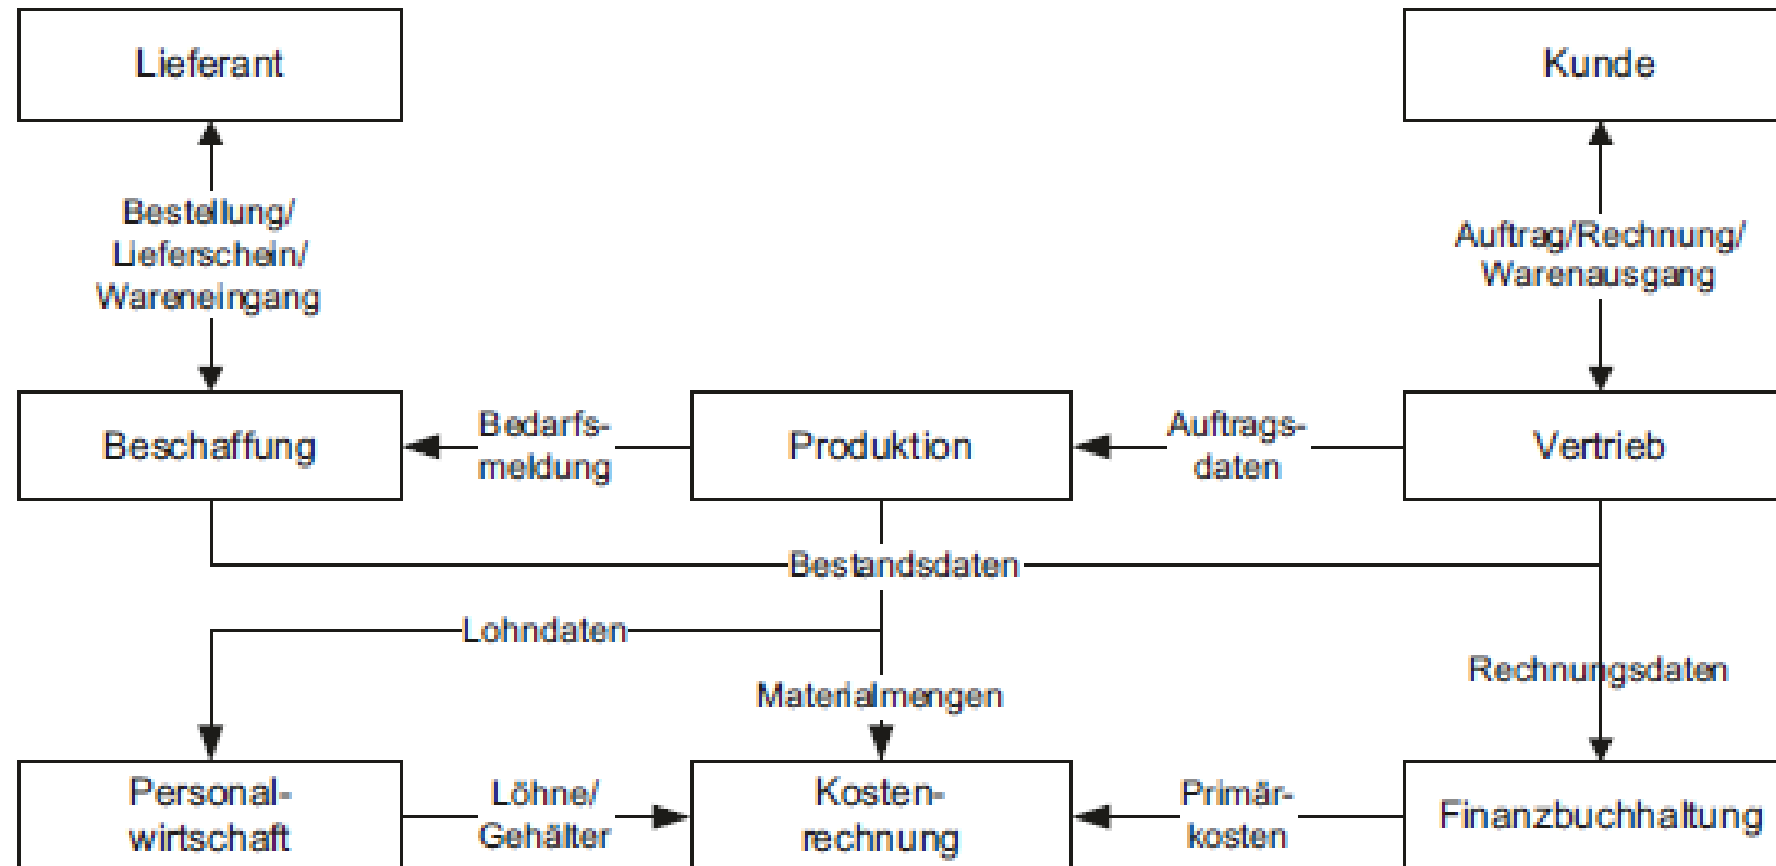 Lieferant
Kunde
Bestellung/
Lieferschein/
Wareneingang
Auftrag/Rechnung/
Warenausgang
Beschaffung
Bedarfs-
meldung
Produktion
Auftrags-
daten
Vertrieb
Bestandsdaten
Lohndaten
Rechnungsdaten
Materialmengen
Personal-
wirtschaft
Löhne/
Gehälter
Kosten-
rechnung
Primär-
kosten
Finanzbuchhaltung